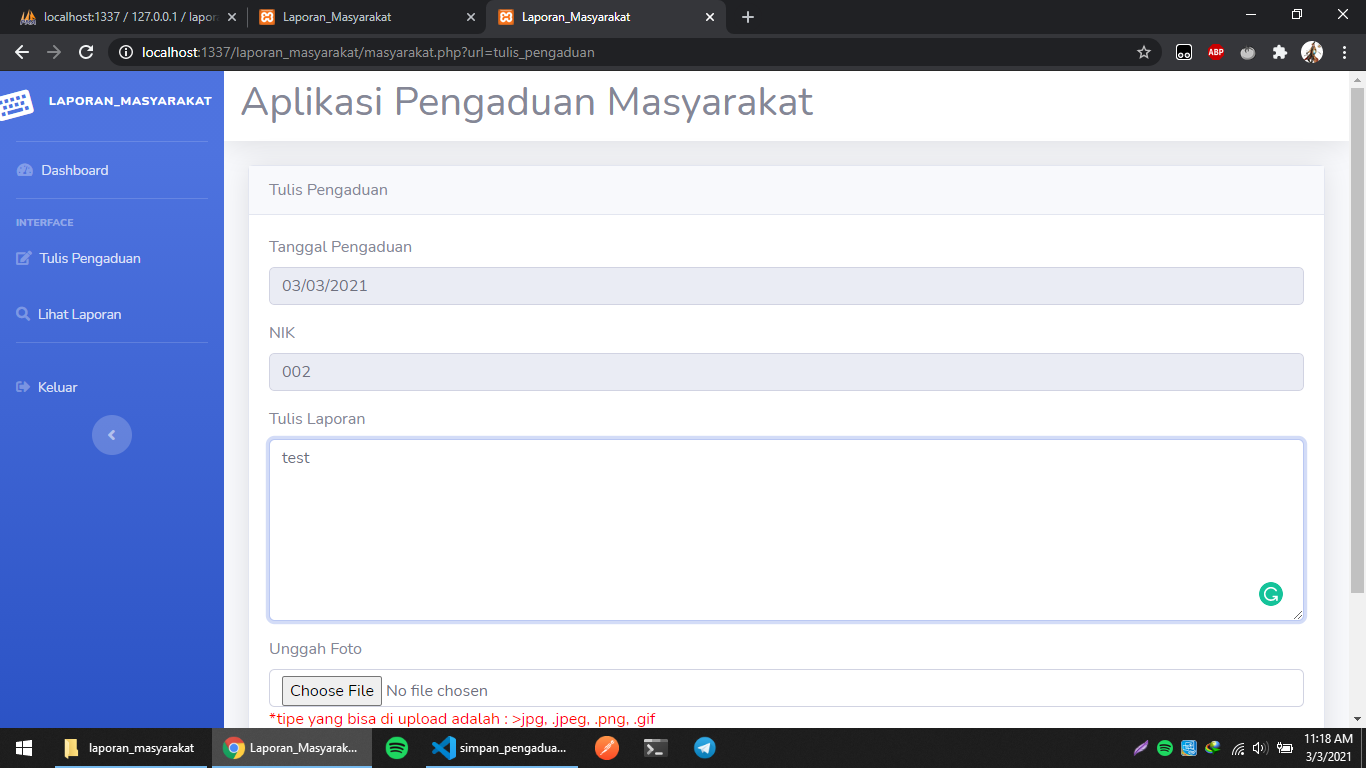 localhost:1337 / 127.0.0.1 / lapor
Laporan_Masyarakat
Laporan_Masyarakat
localhost:1337/laporan_masyarakat/masyarakat.php?url=tulis_pengaduan
ABP
LAPORAN_MASYARAKAT
Aplikasi Pengaduan Masyarakat
Dashboard
INTERFACE
Tulis Pengaduan
Lihat Laporan
Keluar
Tulis Pengaduan
Tanggal Pengaduan
03/03/2021
NIK
002
Tulis Laporan
test
Unggah Foto
Choose File No file chosen
*tipe yang bisa di upload adalah : >jpg, .jpeg, .png, .gif
laporan_masyarakat
Laporan_Masyarak...
simpan_pengadua...
11:18 AM
3/3/2021